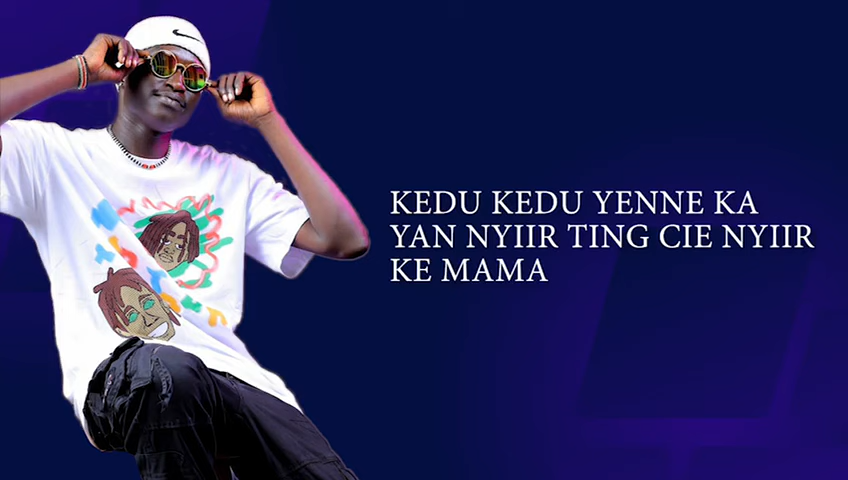 KEDU KEDU YENNE KA
YAN NYIIR TING CIE NYIIR
KE MAMA